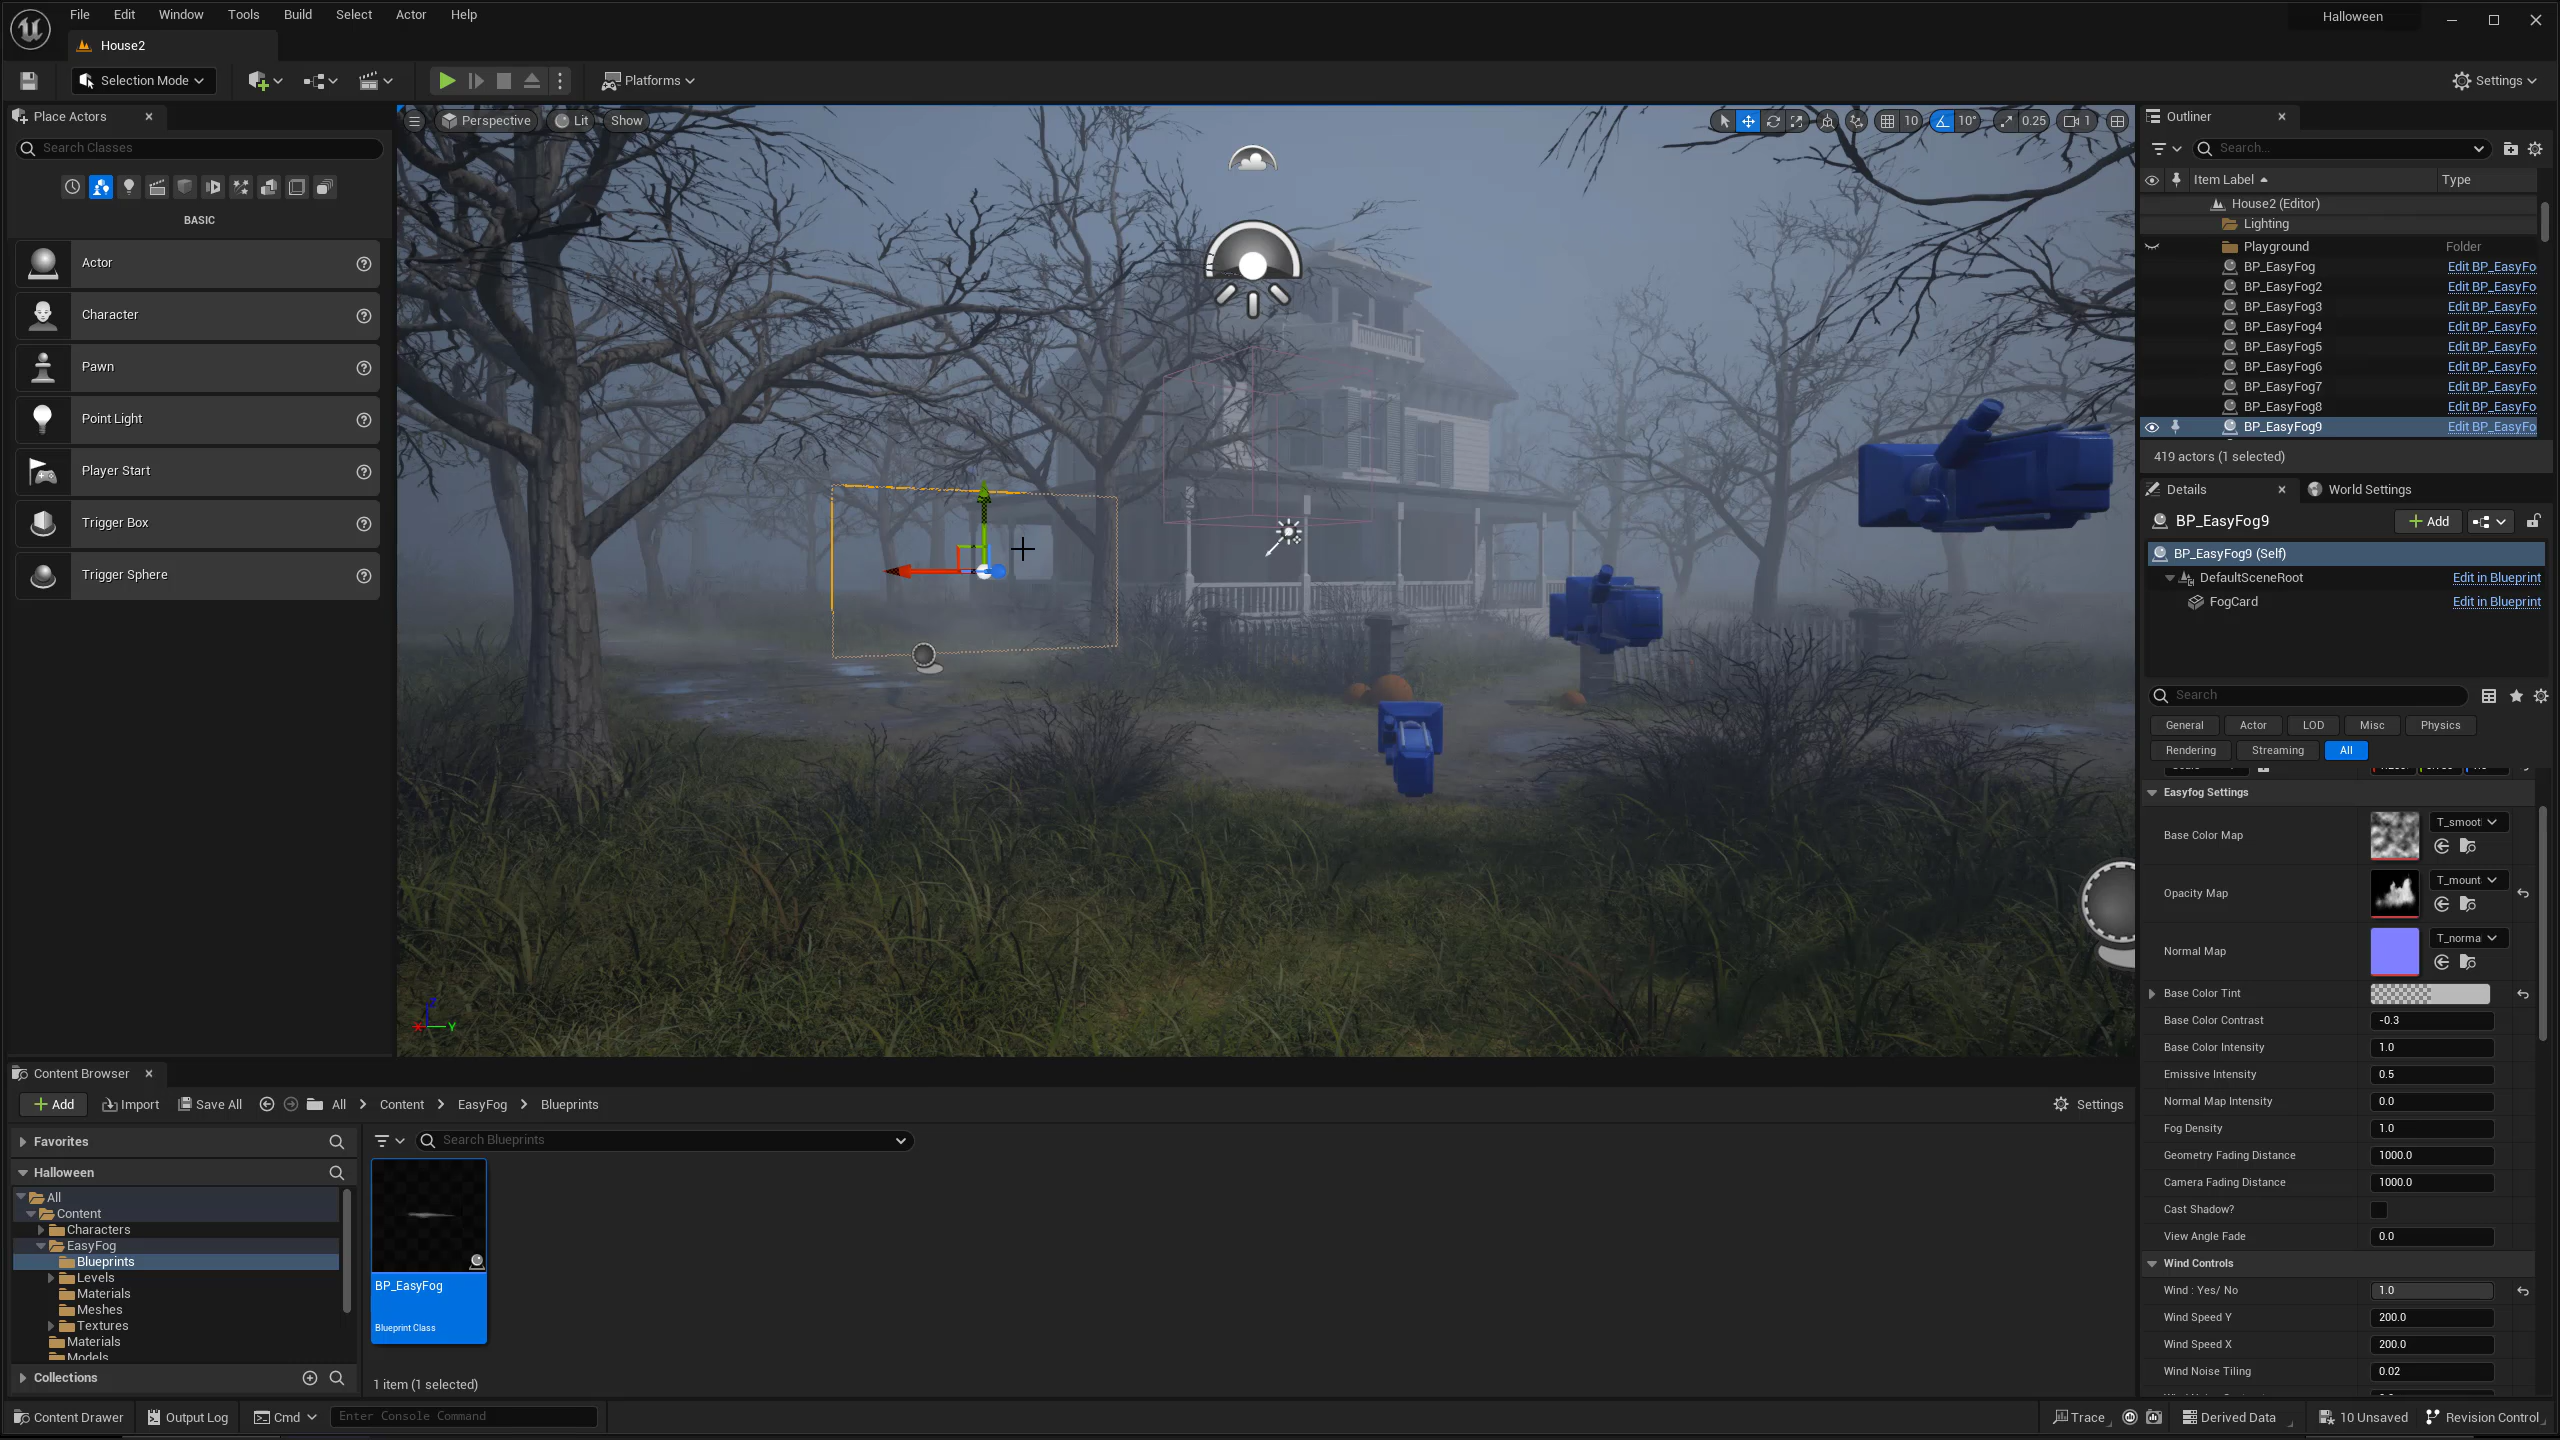 File Edit Window Tools Build Select Actor Help
Halloween
House2
Selection Mode
Platforms
Settings
Place Actors
Search Classes
BASIC
Actor
Character
Pawn
Point Light
Player Start
Trigger Box
Trigger Sphere
Perspective Lit Show
10 10° 0.25 1
X Y
Outliner
Search...
Item Label Type
House2 (Editor)
Lighting
Playground Folder
BP_EasyFog Edit BP_EasyFo
BP_EasyFog2 Edit BP_EasyFo
BP_EasyFog3 Edit BP_EasyFo
BP_EasyFog4 Edit BP_EasyFo
BP_EasyFog5 Edit BP_EasyFo
BP_EasyFog6 Edit BP_EasyFo
BP_EasyFog7 Edit BP_EasyFo
BP_EasyFog8 Edit BP_EasyFo
BP_EasyFog9 Edit BP_EasyFo
419 actors (1 selected)
Details World Settings
BP_EasyFog9 Add
BP_EasyFog9 (Self)
DefaultSceneRoot Edit in Blueprint
FogCard Edit in Blueprint
Search
General Actor LOD Misc Physics
Rendering Streaming All
Easyfog Settings
Base Color Map T_smoot
Opacity Map T_mount
Normal Map T_norma
Base Color Tint
Base Color Contrast -0.3
Base Color Intensity 1.0
Emissive Intensity 0.5
Normal Map Intensity 0.0
Fog Density 1.0
Geometry Fading Distance 1000.0
Camera Fading Distance 1000.0
Cast Shadow?
View Angle Fade 0.0
Wind Controls
Wind : Yes/ No 1.0
Wind Speed Y 200.0
Wind Speed X 200.0
Wind Noise Tiling 0.02
Content Browser
Add Import Save All All Content EasyFog Blueprints Settings
Favorites
Halloween
All
Content
Characters
EasyFog
Blueprints
Levels
Materials
Meshes
Textures
Materials
Models
Collections
Search Blueprints
BP_EasyFog
Blueprint Class
1 item (1 selected)
Content Drawer Output Log Cmd Enter Console Command Trace Derived Data 10 Unsaved Revision Control